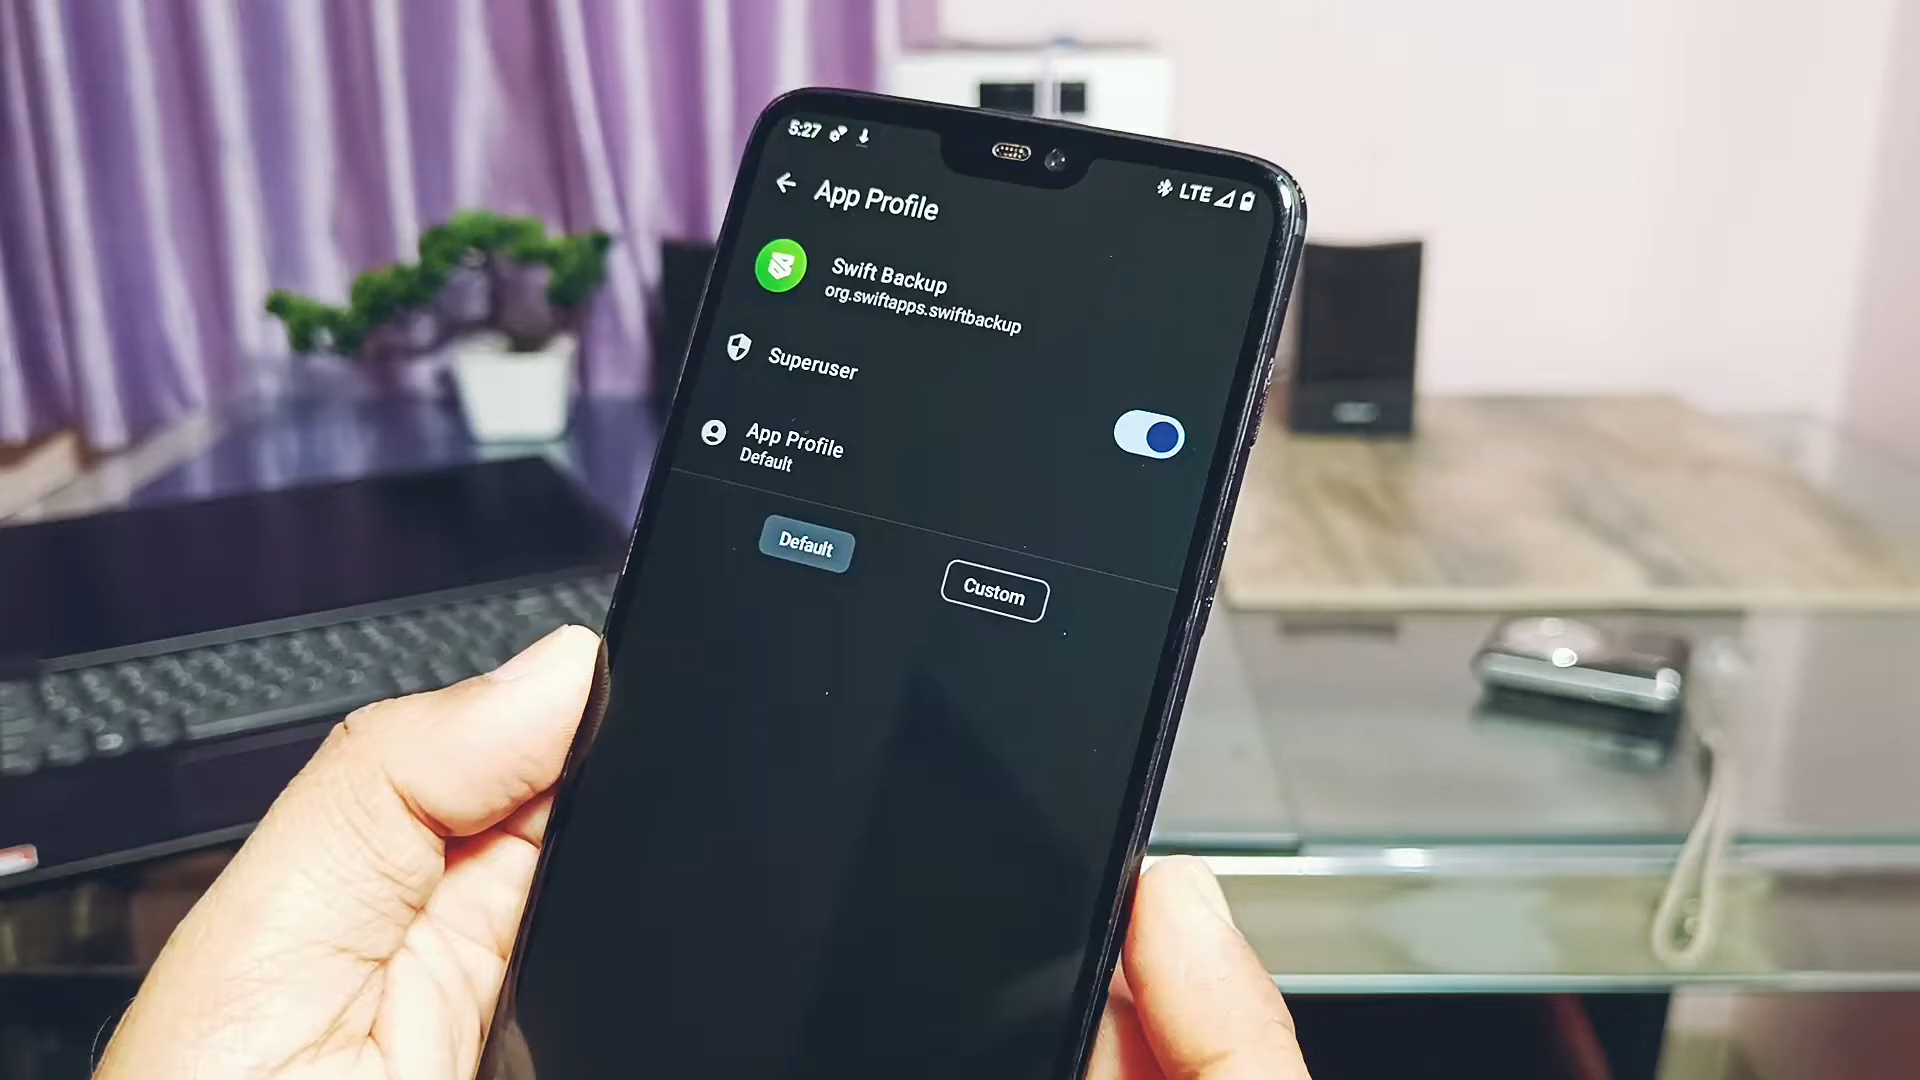 5:27
LTE
App Profile
Swift Backup
org.swiftapps.swiftbackup
Superuser
App Profile
Default
Default
Custom